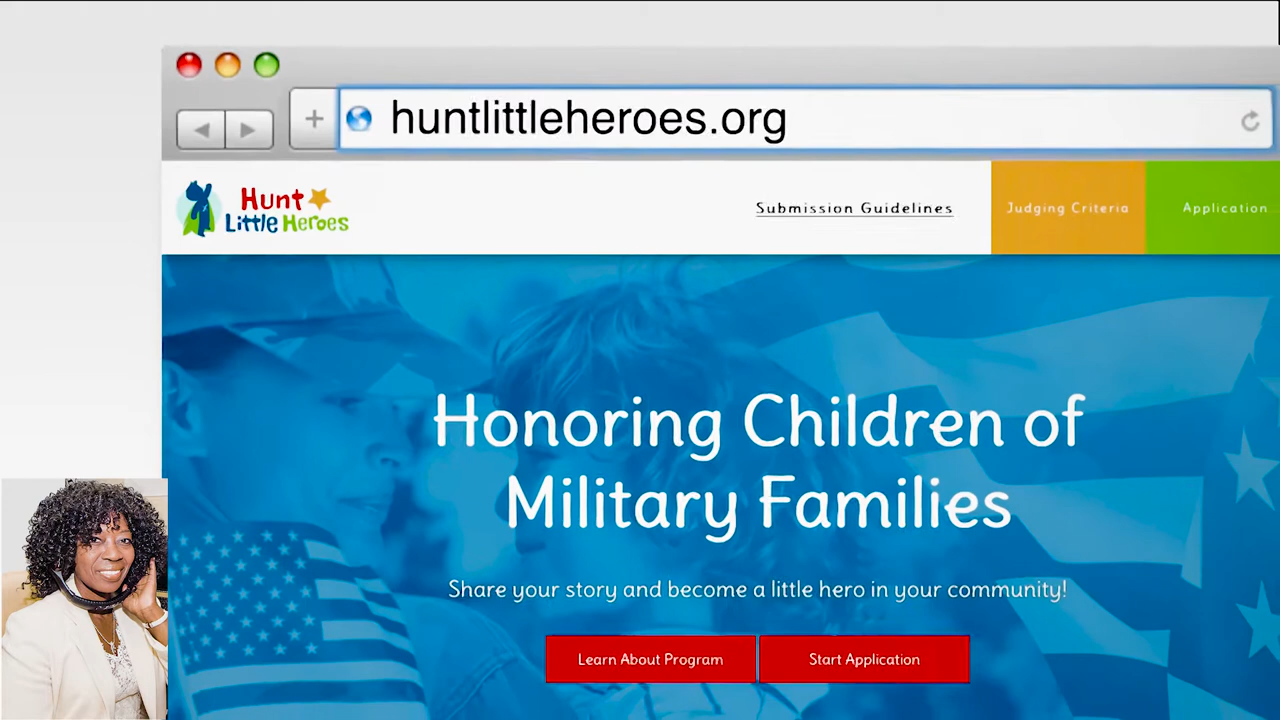 huntlittleheroes.org
Hunt
Little Heroes
Submission Guidelines
Judging Criteria
Application
Honoring Children of
Military Families
Share your story and become a little hero in your community!
Learn About Program
Start Application